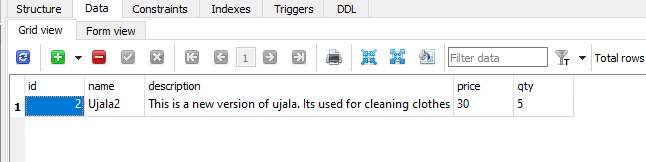 Structure Data Constraints Indexes Triggers DDL
Grid view Form view
1 Filter data T Total rows
id name description price qty
1 2 Ujala2 This is a new version of ujala. Its used for cleaning clothes 30 5